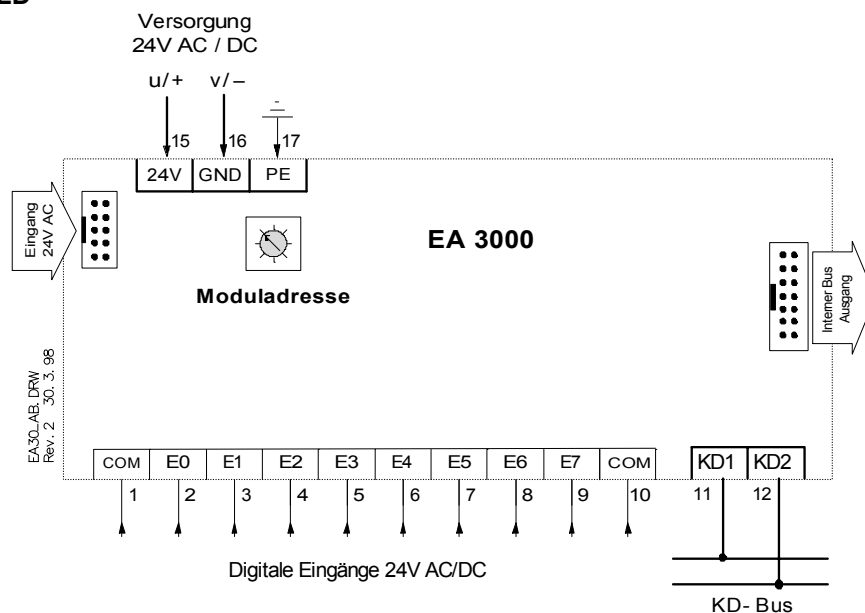 Versorgung
24V AC / DC
u/+ v/–
15 16 17
24V GND PE
Eingang
24V AC
EA 3000
Moduladresse
Interner Bus
Ausgang
EA30_AB.DRW
Rev. 2 30. 3. 98
COM E0 E1 E2 E3 E4 E5 E6 E7 COM KD1 KD2
1 2 3 4 5 6 7 8 9 10 11 12
Digitale Eingänge 24V AC/DC
KD- Bus